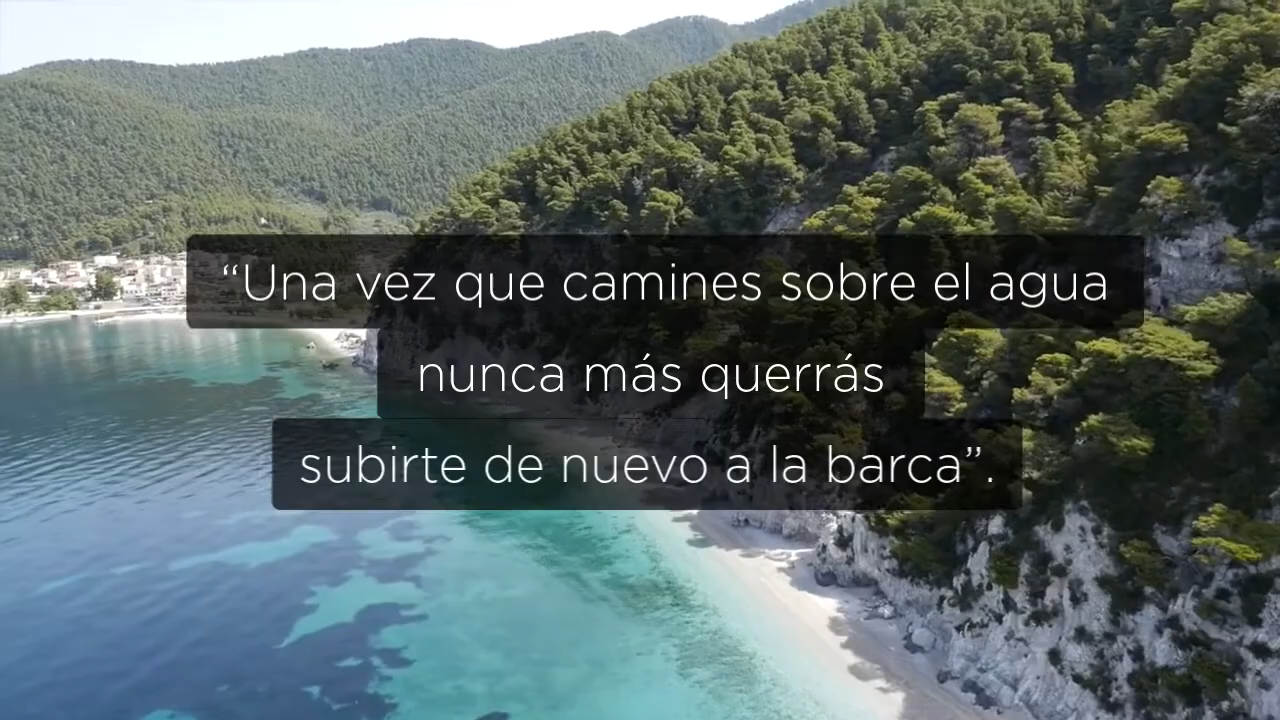 “Una vez que camines sobre el agua
nunca más querrás
subirte de nuevo a la barca”.